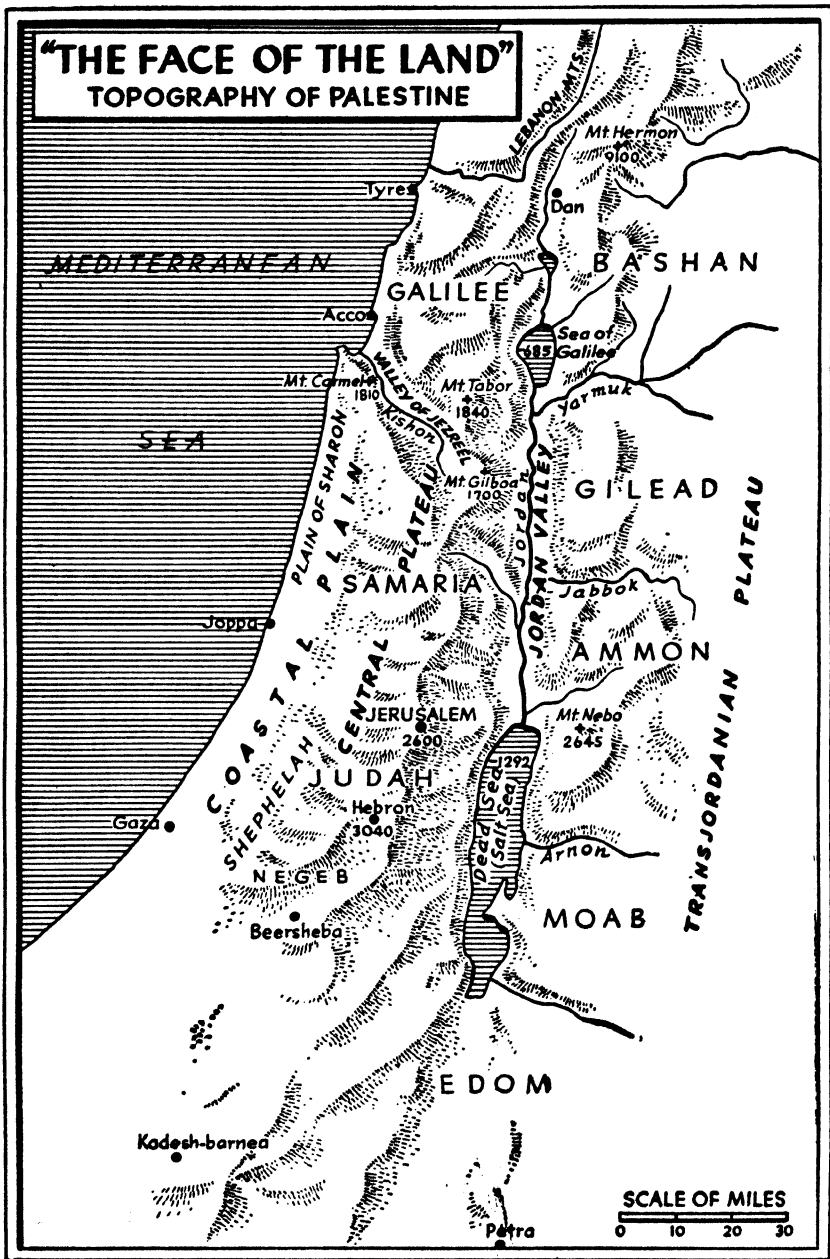 "THE FACE OF THE LAND"
TOPOGRAPHY OF PALESTINE
LEBANON MTS.
Mt. Hermon
9100
Tyre
Dan
MEDITERRANEAN
BASHAN
GALILEE
Acco
Sea of
Galilee
685
Mt. Carmel
1810
VALLEY OF JEZREEL
Mt. Tabor
1840
Kishon
Yarmuk
SEA
PLAIN OF SHARON
Mt. Gilboa
1700
GILEAD
Jordan
JORDAN VALLEY
CENTRAL PLATEAU
COASTAL PLAIN
SAMARIA
Jabbok
TRANSJORDANIAN PLATEAU
Joppa
AMMON
JERUSALEM
2600
Mt. Nebo
2645
SHEPHELAH
JUDAH
1292
Dead Sea
(Salt Sea)
Hebron
3040
Gaza
Arnon
NEGEB
Beersheba
MOAB
EDOM
Kadesh-barnea
Petra
SCALE OF MILES
0 10 20 30